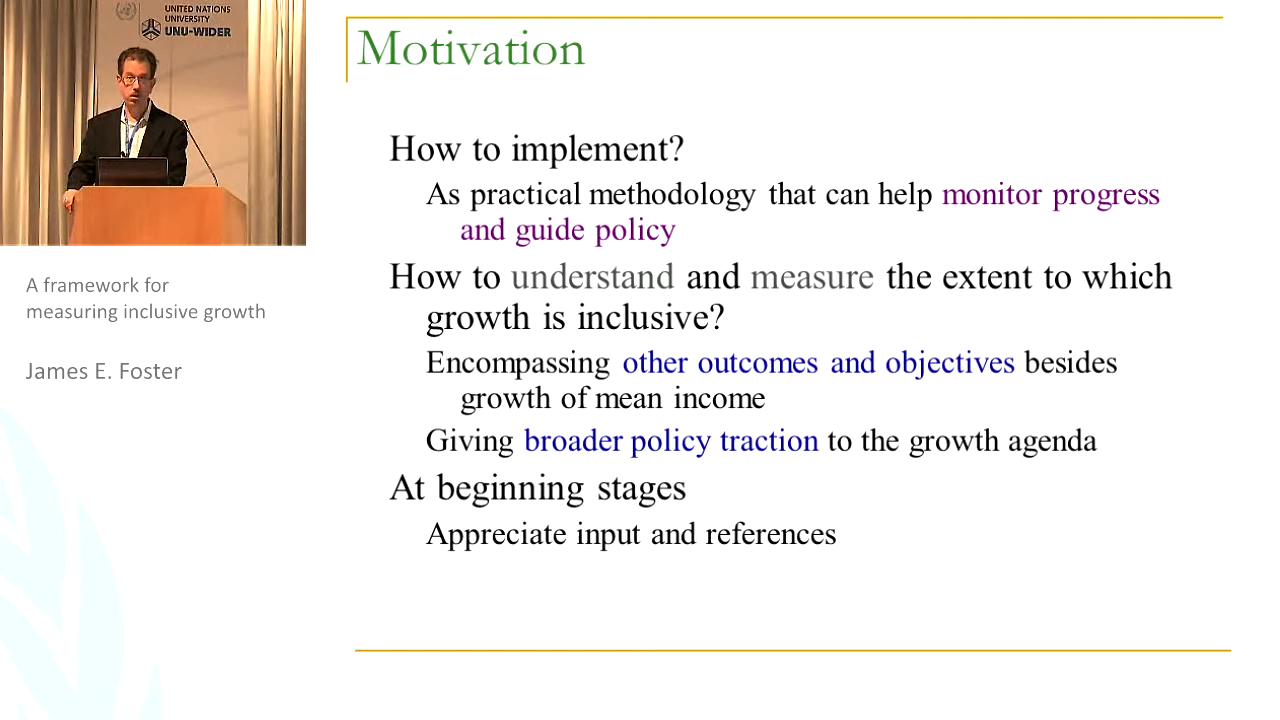 UNITED NATIONS
UNIVERSITY
UNU-WIDER
A framework for
measuring inclusive growth
James E. Foster
Motivation
How to implement?
As practical methodology that can help monitor progress
and guide policy
How to understand and measure the extent to which
growth is inclusive?
Encompassing other outcomes and objectives besides
growth of mean income
Giving broader policy traction to the growth agenda
At beginning stages
Appreciate input and references